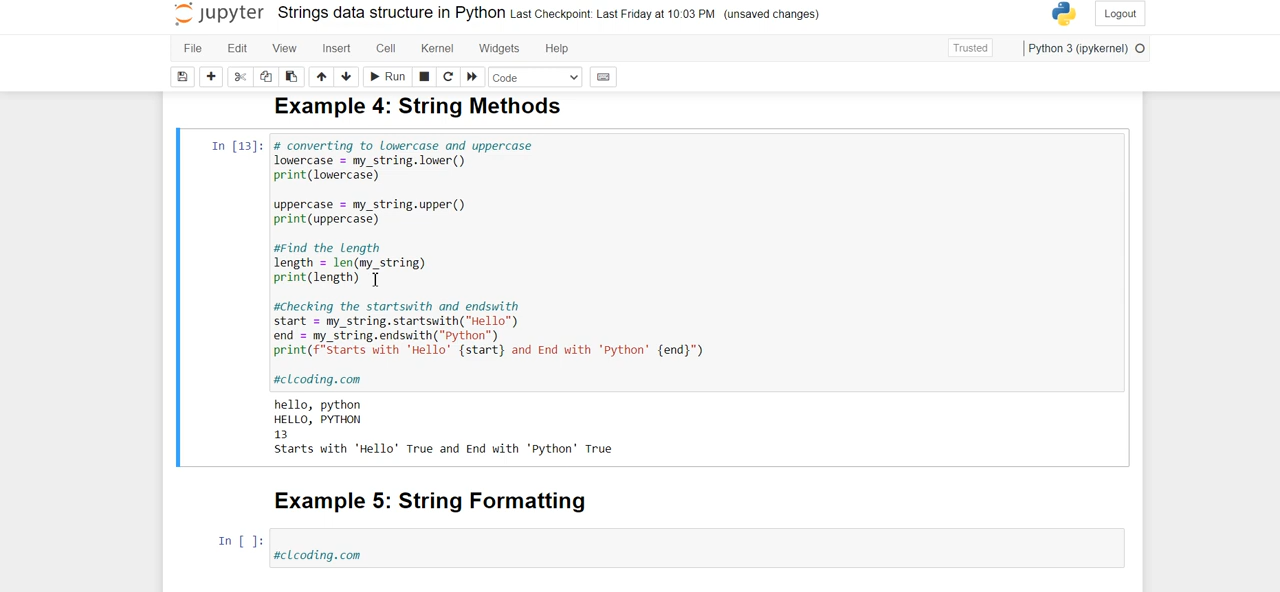 jupyter Strings data structure in Python Last Checkpoint: Last Friday at 10:03 PM (unsaved changes) Logout
File Edit View Insert Cell Kernel Widgets Help Trusted Python 3 (ipykernel)
Run Code
Example 4: String Methods
In [13]: # converting to lowercase and uppercase
lowercase = my_string.lower()
print(lowercase)
uppercase = my_string.upper()
print(uppercase)
#Find the length
length = len(my_string)
print(length)
#Checking the startswith and endswith
start = my_string.startswith("Hello")
end = my_string.endswith("Python")
print(f"Starts with 'Hello' {start} and End with 'Python' {end}")
#clcoding.com
hello, python
HELLO, PYTHON
13
Starts with 'Hello' True and End with 'Python' True
Example 5: String Formatting
In [ ]:
#clcoding.com